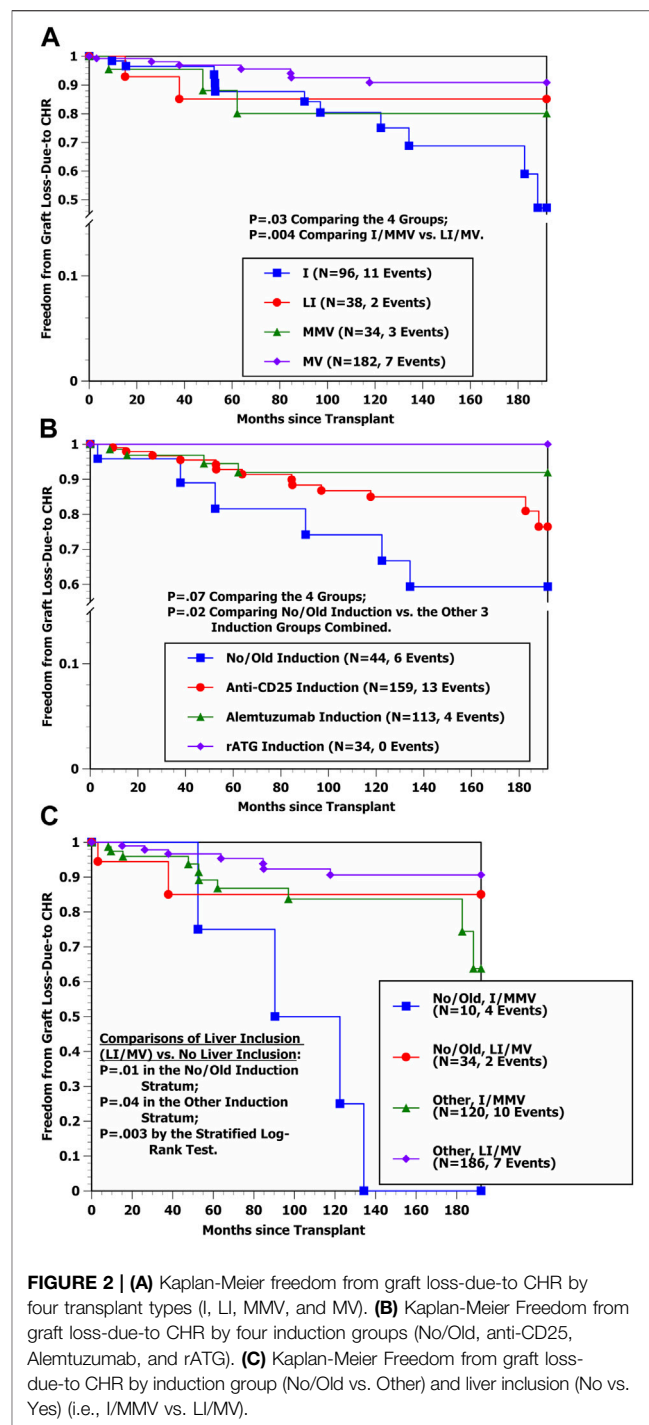 A
Freedom from Graft Loss-Due-to CHR
1
0.9
0.8
0.7
0.6
0.5
0.1
0
P=.03 Comparing the 4 Groups;
P=.004 Comparing I/MMV vs. LI/MV.
I (N=96, 11 Events)
LI (N=38, 2 Events)
MMV (N=34, 3 Events)
MV (N=182, 7 Events)
0 20 40 60 80 100 120 140 160 180
Months since Transplant
B
Freedom from Graft Loss-Due-to CHR
1
0.9
0.8
0.7
0.6
0.1
0
P=.07 Comparing the 4 Groups;
P=.02 Comparing No/Old Induction vs. the Other 3
Induction Groups Combined.
No/Old Induction (N=44, 6 Events)
Anti-CD25 Induction (N=159, 13 Events)
Alemtuzumab Induction (N=113, 4 Events)
rATG Induction (N=34, 0 Events)
0 20 40 60 80 100 120 140 160 180
Months since Transplant
C
Freedom from Graft Loss-Due-to CHR
1
0.9
0.8
0.7
0.6
0.5
0.4
0.3
0.2
0.1
0
Comparisons of Liver Inclusion
(LI/MV) vs. No Liver Inclusion:
P=.01 in the No/Old Induction
Stratum;
P=.04 in the Other Induction
Stratum;
P=.003 by the Stratified Log-
Rank Test.
No/Old, I/MMV
(N=10, 4 Events)
No/Old, LI/MV
(N=34, 2 Events)
Other, I/MMV
(N=120, 10 Events)
Other, LI/MV
(N=186, 7 Events)
0 20 40 60 80 100 120 140 160 180
Months since Transplant
FIGURE 2 | (A) Kaplan-Meier freedom from graft loss-due-to CHR by
four transplant types (I, LI, MMV, and MV). (B) Kaplan-Meier Freedom from
graft loss-due-to CHR by four induction groups (No/Old, anti-CD25,
Alemtuzumab, and rATG). (C) Kaplan-Meier Freedom from graft loss-
due-to CHR by induction group (No/Old vs. Other) and liver inclusion (No vs.
Yes) (i.e., I/MMV vs. LI/MV).